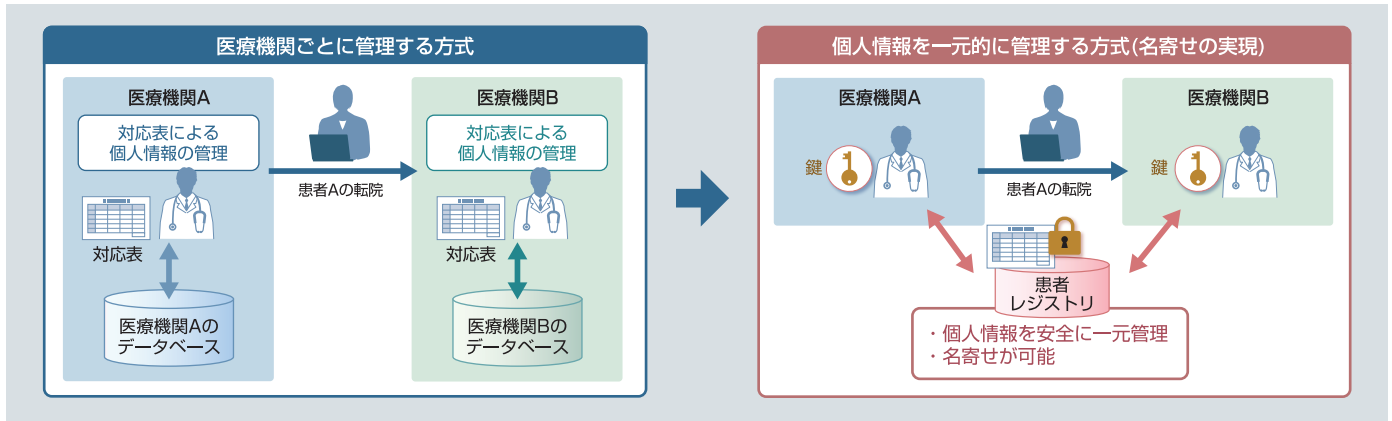 医療機関ごとに管理する方式
医療機関A
対応表による
個人情報の管理
対応表
医療機関Aの
データベース
患者Aの転院
医療機関B
対応表による
個人情報の管理
対応表
医療機関Bの
データベース
個人情報を一元的に管理する方式(名寄せの実現)
医療機関A
鍵
患者Aの転院
医療機関B
鍵
患者
レジストリ
・個人情報を安全に一元管理
・名寄せが可能